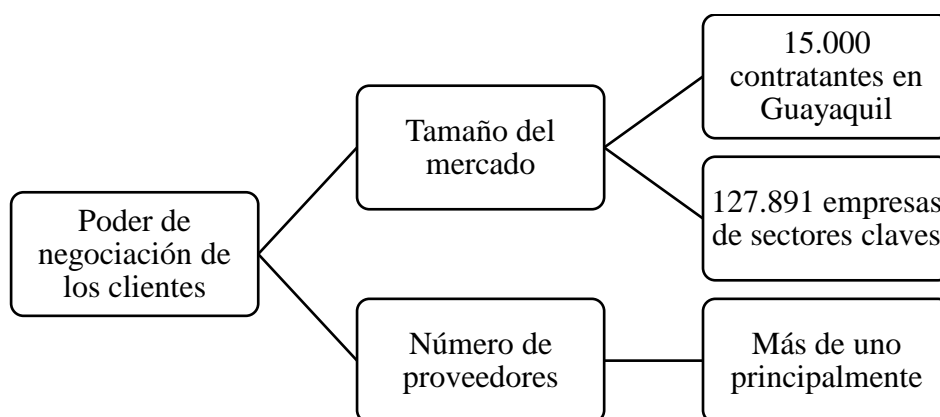 Poder de
negociación de
los clientes
Tamaño del
mercado
15.000
contratantes en
Guayaquil
127.891 empresas
de sectores claves
Número de
proveedores
Más de uno
principalmente